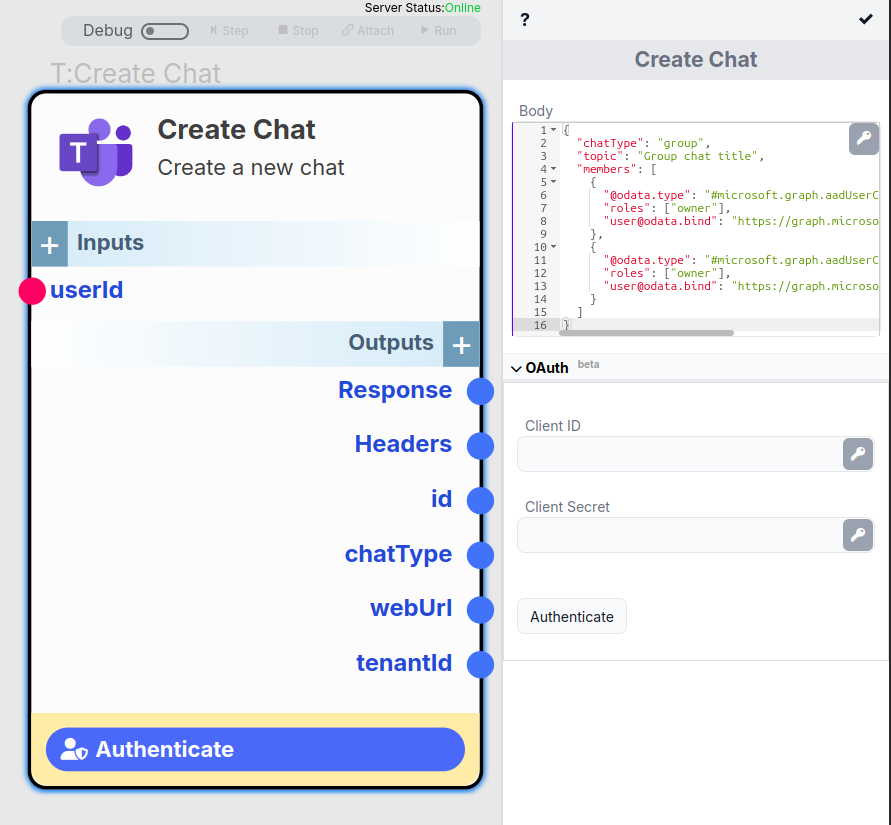 Server Status:Online
Debug
Step
Stop
Attach
Run
T:Create Chat
T
Create Chat
Create a new chat
+ Inputs
userId
Outputs +
Response
Headers
id
chatType
webUrl
tenantId
Authenticate
?
Create Chat
Body
1 {
2 "chatType": "group",
3 "topic": "Group chat title",
4 "members": [
5 {
6 "@odata.type": "#microsoft.graph.aadUserC
7 "roles": ["owner"],
8 "user@odata.bind": "https://graph.microso
9 },
10 {
11 "@odata.type": "#microsoft.graph.aadUserC
12 "roles": ["owner"],
13 "user@odata.bind": "https://graph.microso
14 }
15 ]
16 }
OAuth beta
Client ID
Client Secret
Authenticate